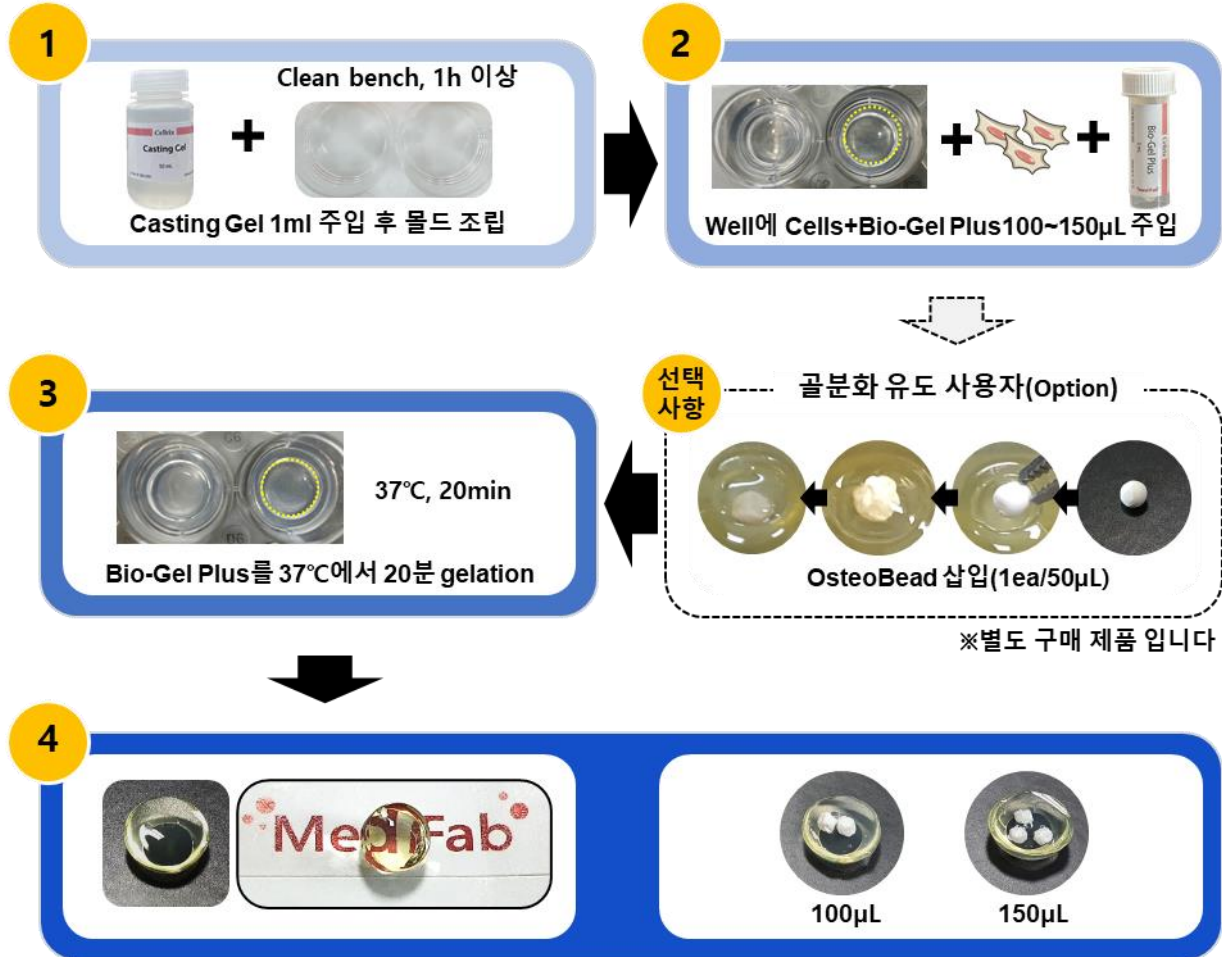 1
Clean bench, 1h 이상
Cellrix
Casting Gel
50 mL
+
Casting Gel 1ml 주입 후 몰드 조립
2
+
+
Bio-Gel Plus
Well에 Cells+Bio-Gel Plus100~150µL 주입
선택
사항
골분화 유도 사용자(Option)
OsteoBead 삽입(1ea/50µL)
※별도 구매 제품 입니다
3
37℃, 20min
Bio-Gel Plus를 37℃에서 20분 gelation
4
MediFab
100µL
150µL